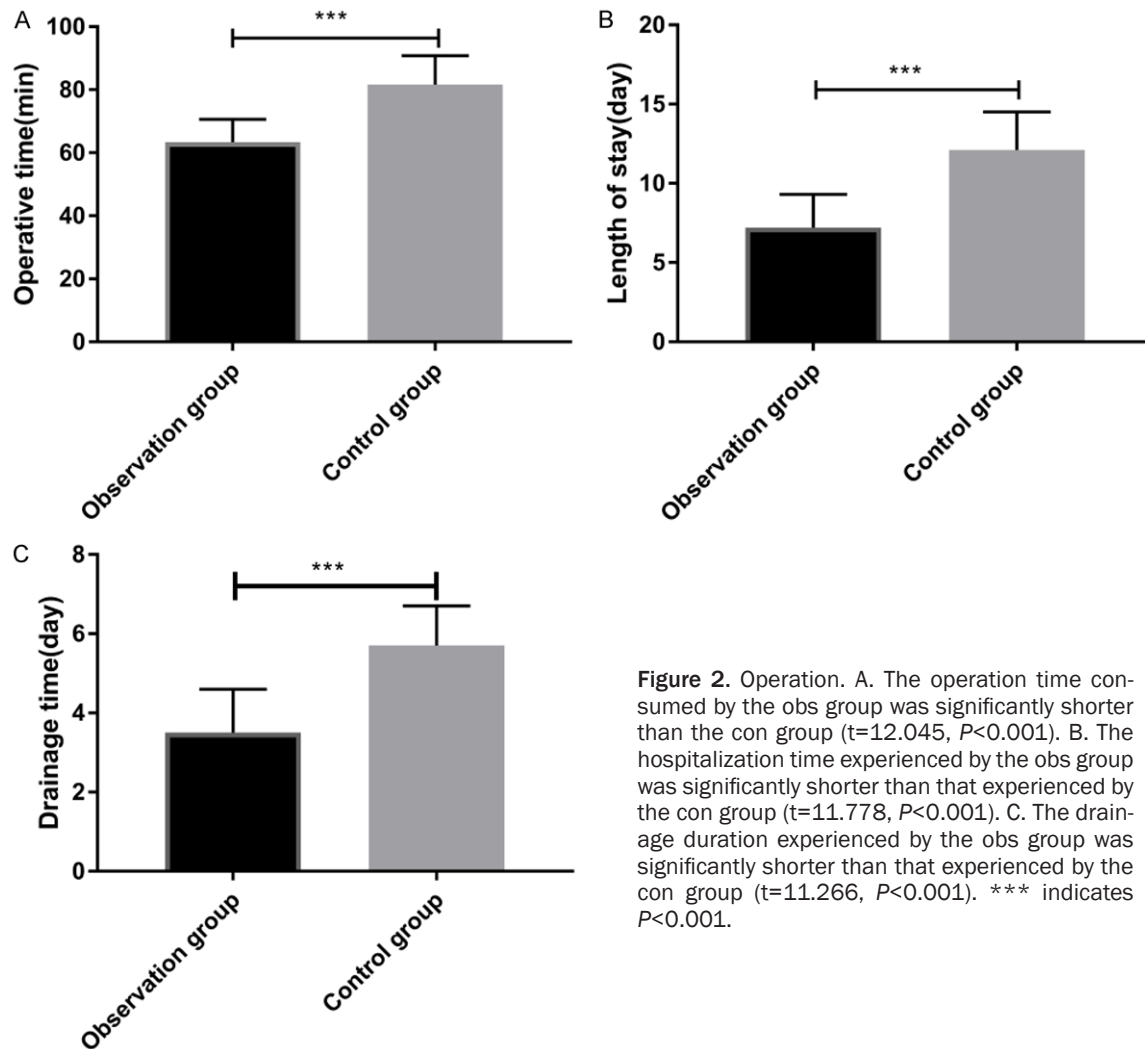 A
Operative time(min)
100
80
60
40
20
0
***
Observation group
Control group
B
Length of stay(day)
20
15
10
5
0
***
Observation group
Control group
C
Drainage time(day)
8
6
4
2
0
***
Observation group
Control group
Figure 2. Operation. A. The operation time con-
sumed by the obs group was significantly shorter
than the con group (t=12.045, P<0.001). B. The
hospitalization time experienced by the obs group
was significantly shorter than that experienced by
the con group (t=11.778, P<0.001). C. The drain-
age duration experienced by the obs group was
significantly shorter than that experienced by the
con group (t=11.266, P<0.001). *** indicates
P<0.001.